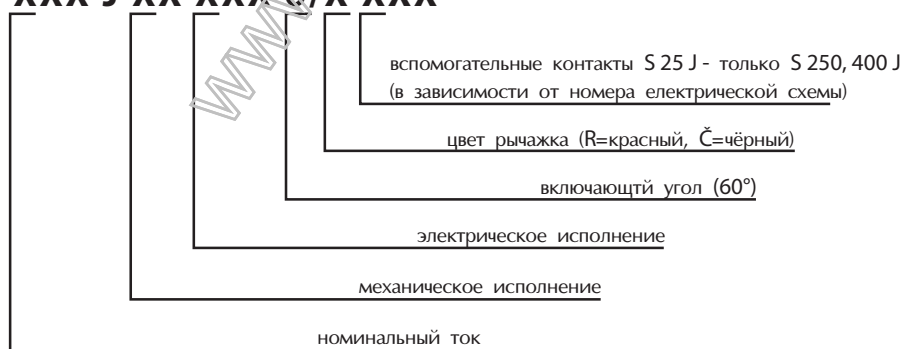 вспомогательные контакты S 25 J - только S 250, 400 J
(в зависимости от номера електрической схемы)
цвет рычажка (R=красный, Č=чёрный)
включающтй угол (60°)
электрическое исполнение
механическое исполнение
номинальный ток